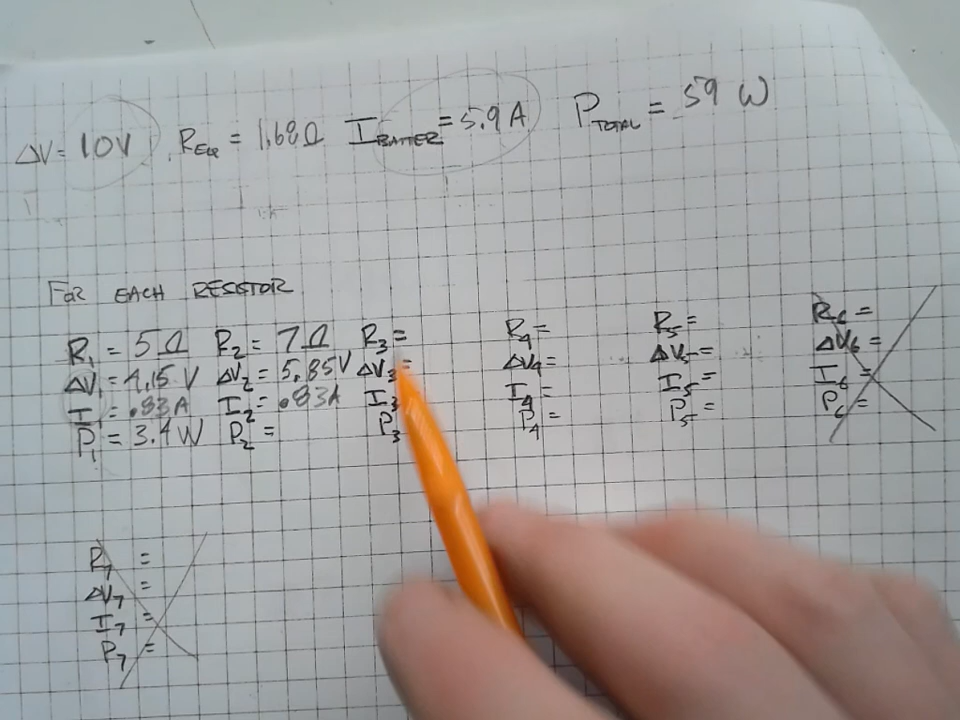 ΔV = 10V R_EQ = 1.68Ω I_BATTER = 5.9A P_TOTAL = 59 W
FOR EACH RESISTOR
R₁ = 5Ω R₂ = 7Ω R₃ = R₄ = R₅ = R₆ =
ΔV₁ = 4.15 V ΔV₂ = 5.85V ΔV₃ = ΔV₄ = ΔV₅ = ΔV₆ =
I₁ = .83A I₂ = .83A I₃ I₄ = I₅ = I₆ =
P₁ = 3.4W P₂ = P₃ P₄ = P₅ = P₆ =
R₇ =
ΔV₇ =
I₇ =
P₇ =